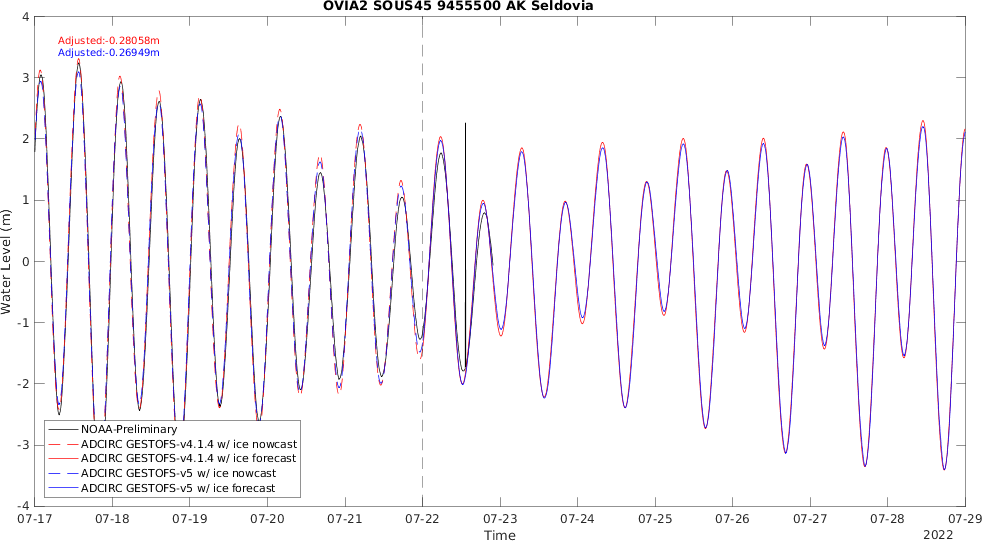 OVIA2 SOUS45 9455500 AK Seldovia
Adjusted:-0.28058m
Adjusted:-0.26949m
Water Level (m)
4
3
2
1
0
-1
-2
-3
-4
NOAA-Preliminary
ADCIRC GESTOFS-v4.1.4 w/ ice nowcast
ADCIRC GESTOFS-v4.1.4 w/ ice forecast
ADCIRC GESTOFS-v5 w/ ice nowcast
ADCIRC GESTOFS-v5 w/ ice forecast
07-17 07-18 07-19 07-20 07-21 07-22 07-23 07-24 07-25 07-26 07-27 07-28 07-29
Time
2022